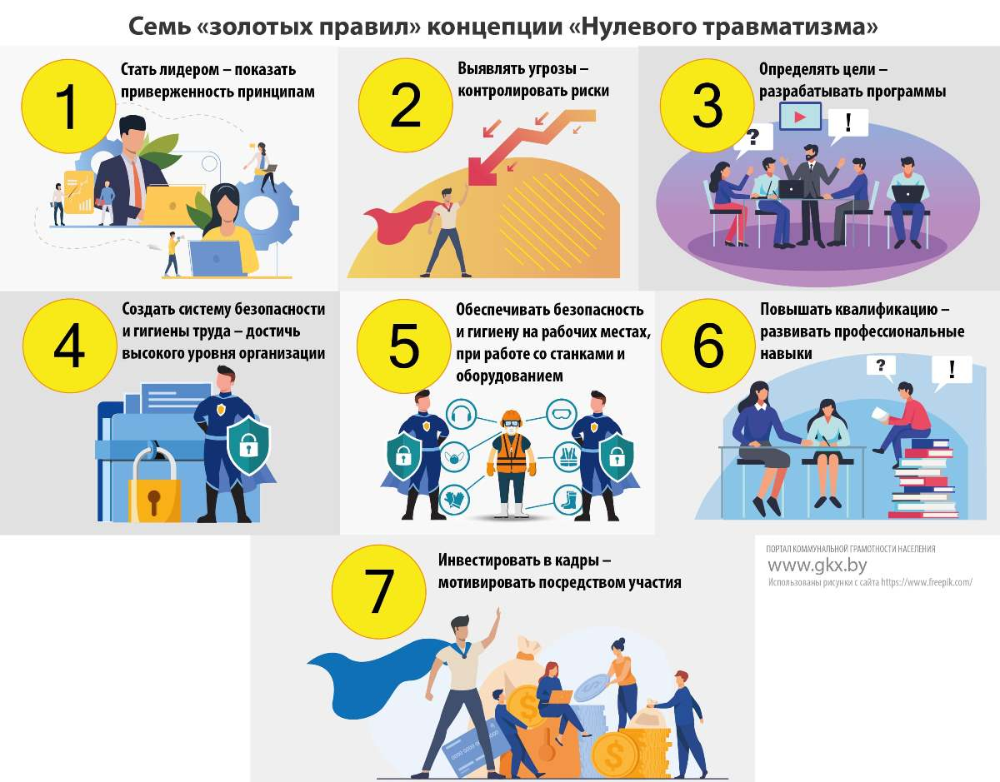 Семь «золотых правил» концепции «Нулевого травматизма»
1
Стать лидером – показать
приверженность принципам
2
Выявлять угрозы –
контролировать риски
3
Определять цели –
разрабатывать программы
?
!
4
Создать систему безопасности
и гигиены труда – достичь
высокого уровня организации
5
Обеспечивать безопасность
и гигиену на рабочих местах,
при работе со станками и
оборудованием
6
Повышать квалификацию –
развивать профессиональные
навыки
?
!
7
Инвестировать в кадры –
мотивировать посредством участия
$
$
$
0000 0000 0000
ПОРТАЛ КОММУНАЛЬНОЙ ГРАМОТНОСТИ НАСЕЛЕНИЯ
www.gkx.by
Использованы рисунки с сайта https://www.freepik.com/